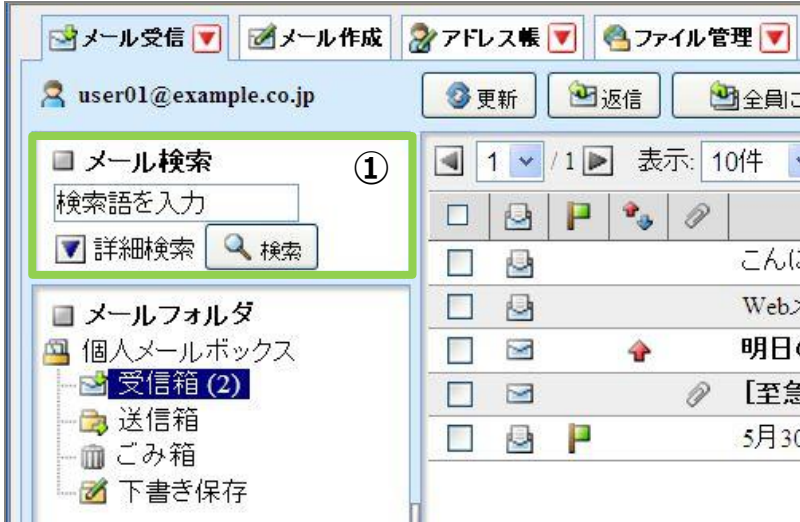 メール受信 メール作成 アドレス帳 ファイル管理
user01@example.co.jp
更新 返信 全員に
メール検索 ①
検索語を入力
詳細検索 検索
1 / 1 表示: 10件
こんに
Web
明日
[至急
5月30
メールフォルダ
個人メールボックス
受信箱 (2)
送信箱
ごみ箱
下書き保存